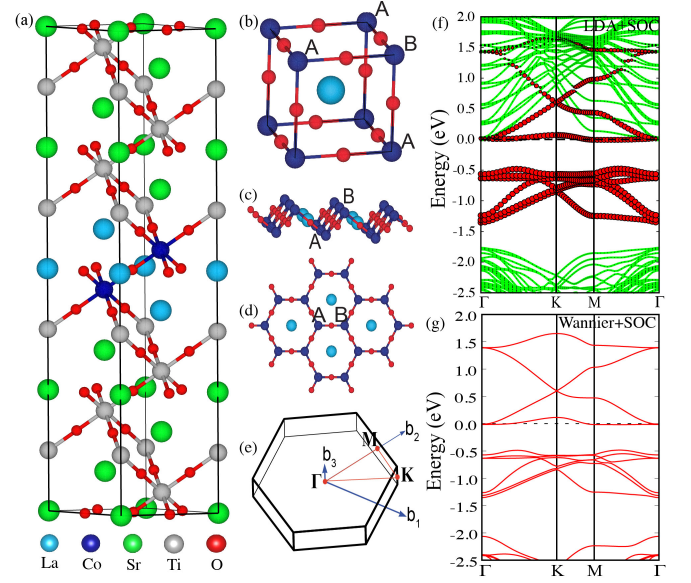 (a)
La Co Sr Ti O
(b)
A
A
B
A
(c)
B
A
(d)
A B
(e)
b3
M
b2
Γ
K
b1
(f)
LDA+SOC
Energy (eV)
2.0
1.5
1.0
0.5
0.0
-0.5
-1.0
-1.5
-2.0
-2.5
Γ K M Γ
(g)
Wannier+SOC
Energy (eV)
2.0
1.5
1.0
0.5
0.0
-0.5
-1.0
-1.5
-2.0
-2.5
Γ K M Γ